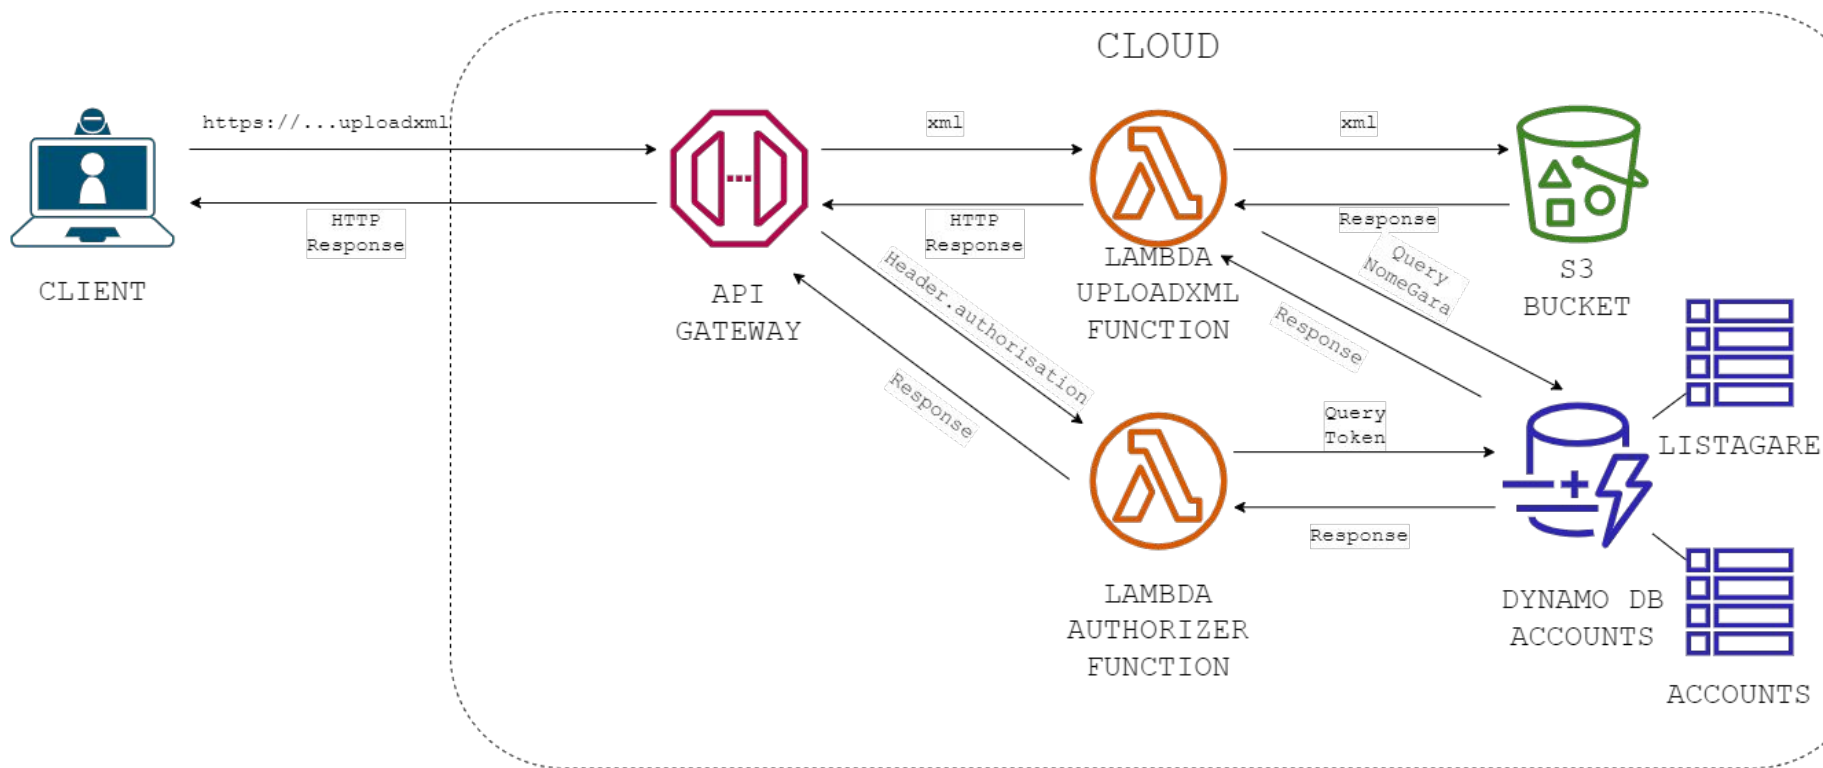 CLOUD
https://...uploadxml
xml
xml
HTTP
Response
HTTP
Response
Response
CLIENT
API
GATEWAY
LAMBDA
UPLOADXML
FUNCTION
S3
BUCKET
Header.authorisation
Response
Query
NomeGara
Response
LISTAGARE
Query
Token
Response
LAMBDA
AUTHORIZER
FUNCTION
DYNAMO DB
ACCOUNTS
ACCOUNTS